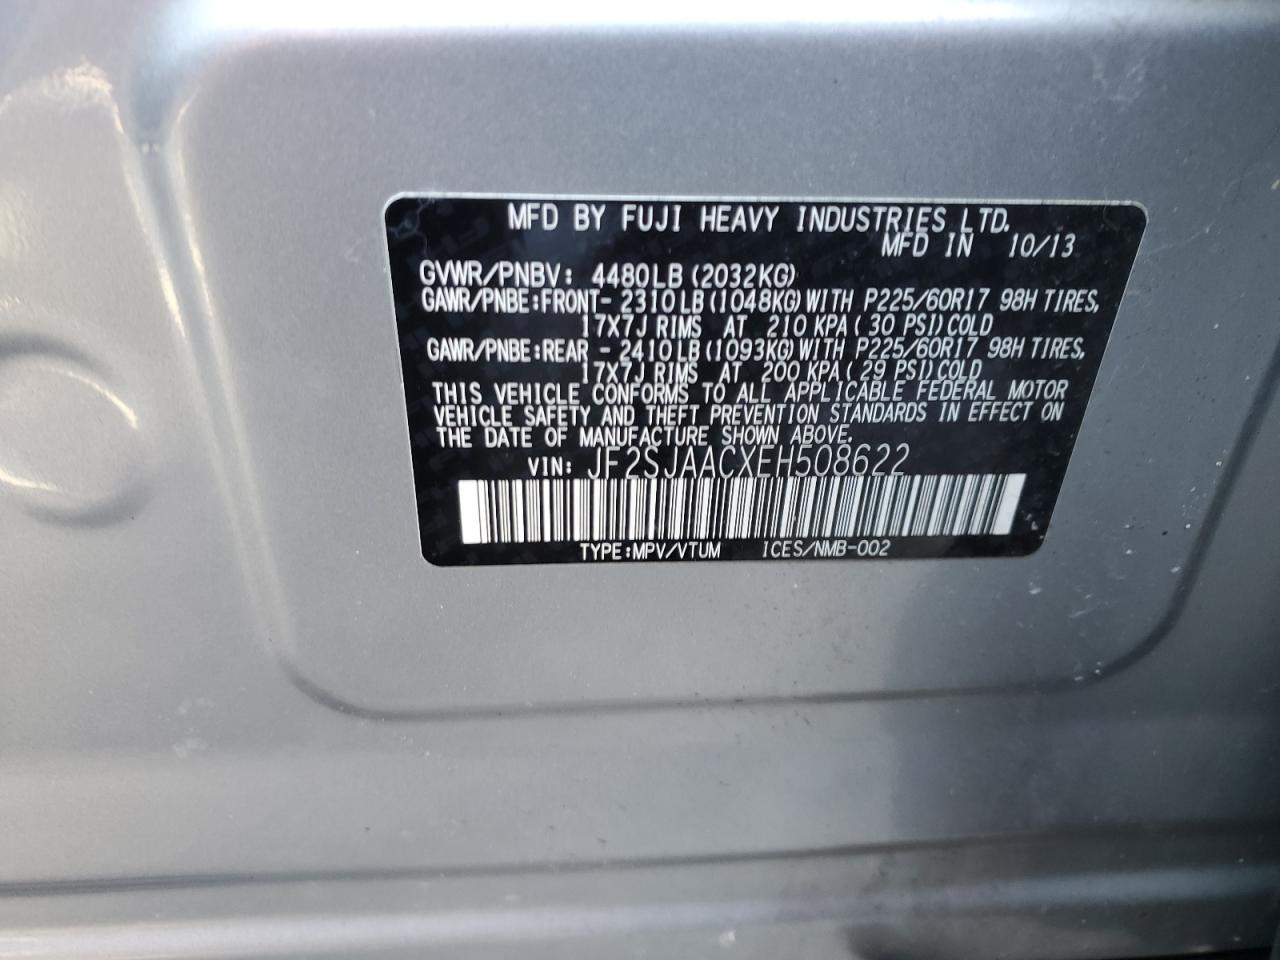 MFD BY FUJI HEAVY INDUSTRIES LTD.
MFD IN 10/13
GVWR/PNBV: 4480LB (2032KG)
GAWR/PNBE:FRONT- 2310LB(1048KG)WITH P225/60R17 98H TIRES,
17X7J RIMS AT 210 KPA(30 PSI)COLD
GAWR/PNBE:REAR - 2410LB(1093KG)WITH P225/60R17 98H TIRES,
17X7J RIMS AT 200 KPA(29 PSI)COLD
THIS VEHICLE CONFORMS TO ALL APPLICABLE FEDERAL MOTOR
VEHICLE SAFETY AND THEFT PREVENTION STANDARDS IN EFFECT ON
THE DATE OF MANUFACTURE SHOWN ABOVE.
VIN: JF2SJAACXEH508622
TYPE:MPV/VTUM ICES/NMB-002